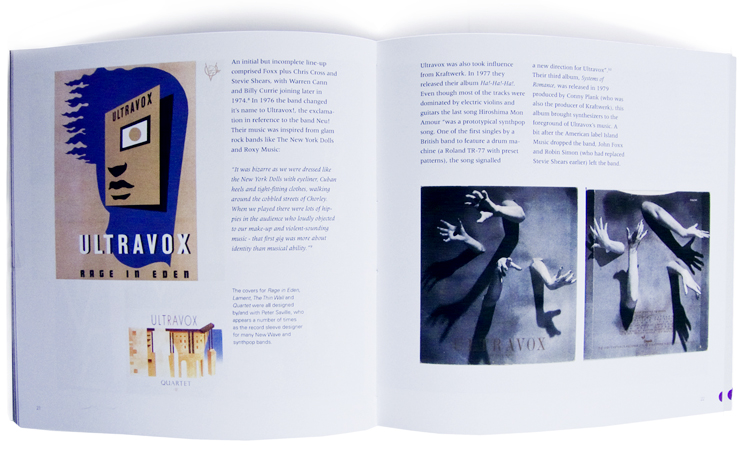 ULTRAVOX
ULTRAVOX
RAGE IN EDEN
An initial but incomplete line-up
comprised Foxx plus Chris Cross and
Stevie Shears, with Warren Cann
and Billy Currie joining later in
1974.⁸ In 1976 the band changed
it's name to Ultravox!, the exclama-
tion in reference to the band Neu!
Their music was inspired from glam
rock bands like The New York Dolls
and Roxy Music:
"It was bizarre as we were dressed like
the New York Dolls with eyeliner, Cuban
heels and tight-fitting clothes, walking
around the cobbled streets of Chorley.
When we played there were lots of hip-
pies in the audience who loudly objected
to our make-up and violent-sounding
music - that first gig was more about
identity than musical ability."⁹
The covers for Rage in Eden,
Lament, The Thin Wall and
Quartet were all designed
by/and with Peter Saville, who
appears a number of times
as the record sleeve designer
for many New Wave and
synthpop bands.
ULTRAVOX
QUARTET
Ultravox was also took influence
from Kraftwerk. In 1977 they
released their album Ha!-Ha!-Ha!.
Even though most of the tracks were
dominated by electric violins and
guitars the last song Hiroshima Mon
Amour "was a prototypical synthpop
song. One of the first singles by a
British band to feature a drum ma-
chine (a Roland TR-77 with preset
patterns), the song signalled
a new direction for Ultravox".¹⁰
Their third album, Systems of
Romance, was released in 1979
produced by Conny Plank (who was
also the producer of Kraftwerk), this
album brought synthesizers to the
foreground of Ultravox's music. A
bit after the American label Island
Music dropped the band, John Foxx
and Robin Simon (who had replaced
Stevie Shears earlier) left the band.
ULTRAVOX